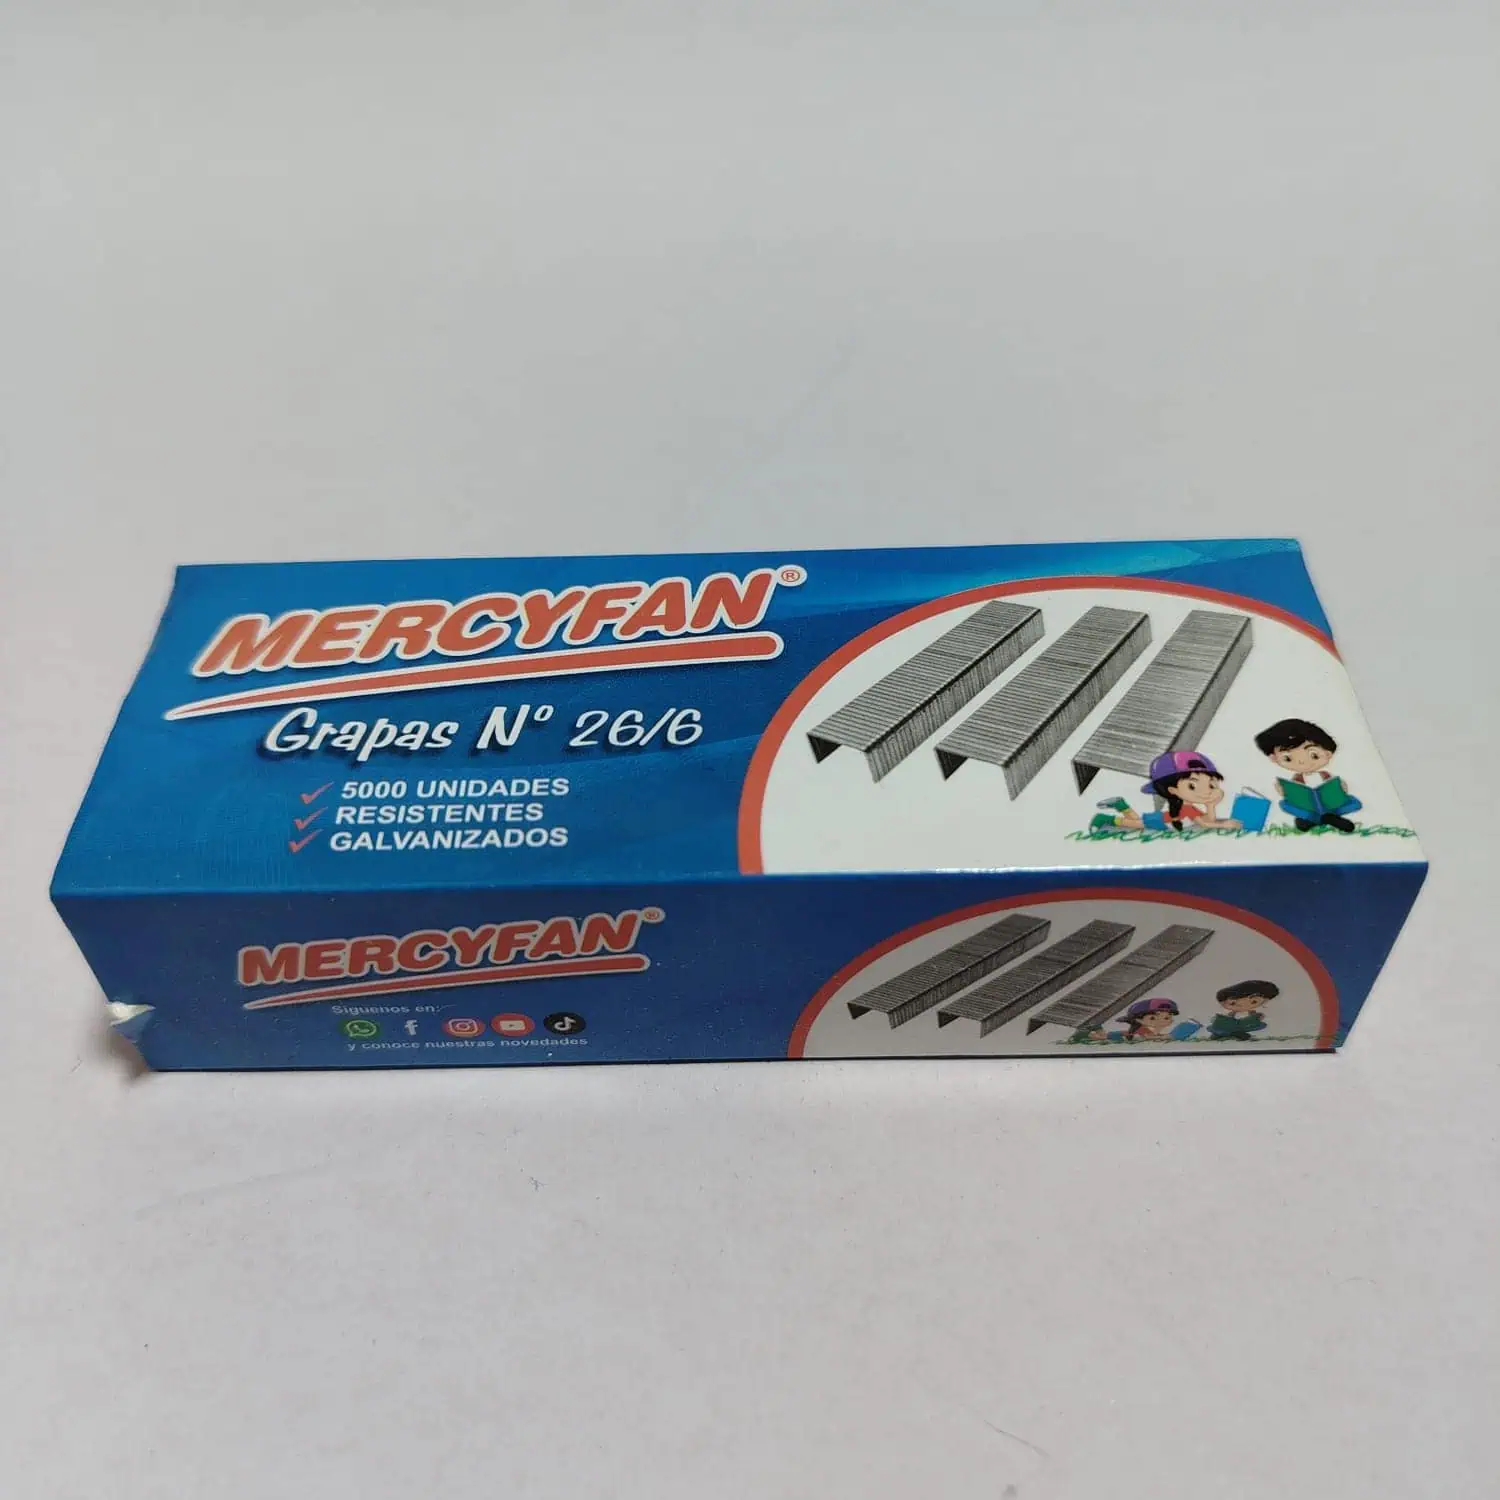 MERCYFAN®
Grapas Nº 26/6
5000 UNIDADES
RESISTENTES
GALVANIZADOS
MERCYFAN®
Siguenos en:
y conoce nuestras novedades